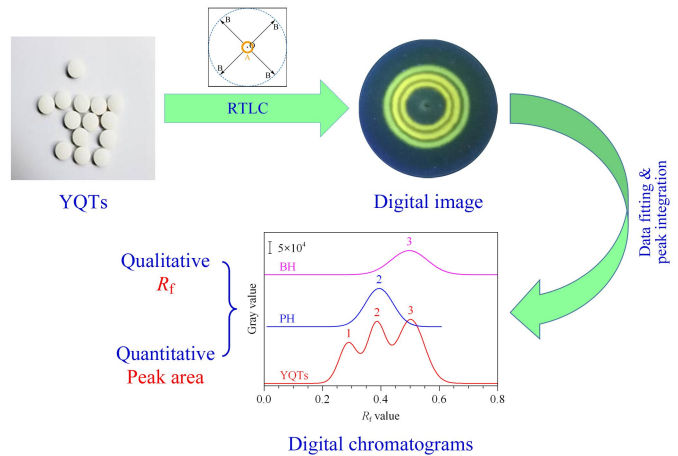 B
B
O
A
B
B
RTLC
YQTs
Digital image
Data fitting &
peak integration
Qualitative
Rf
Quantitative
Peak area
5×10⁴
3
BH
2
PH
1
2
3
YQTs
Gray value
0.0
0.2
0.4
0.6
0.8
Rf value
Digital chromatograms